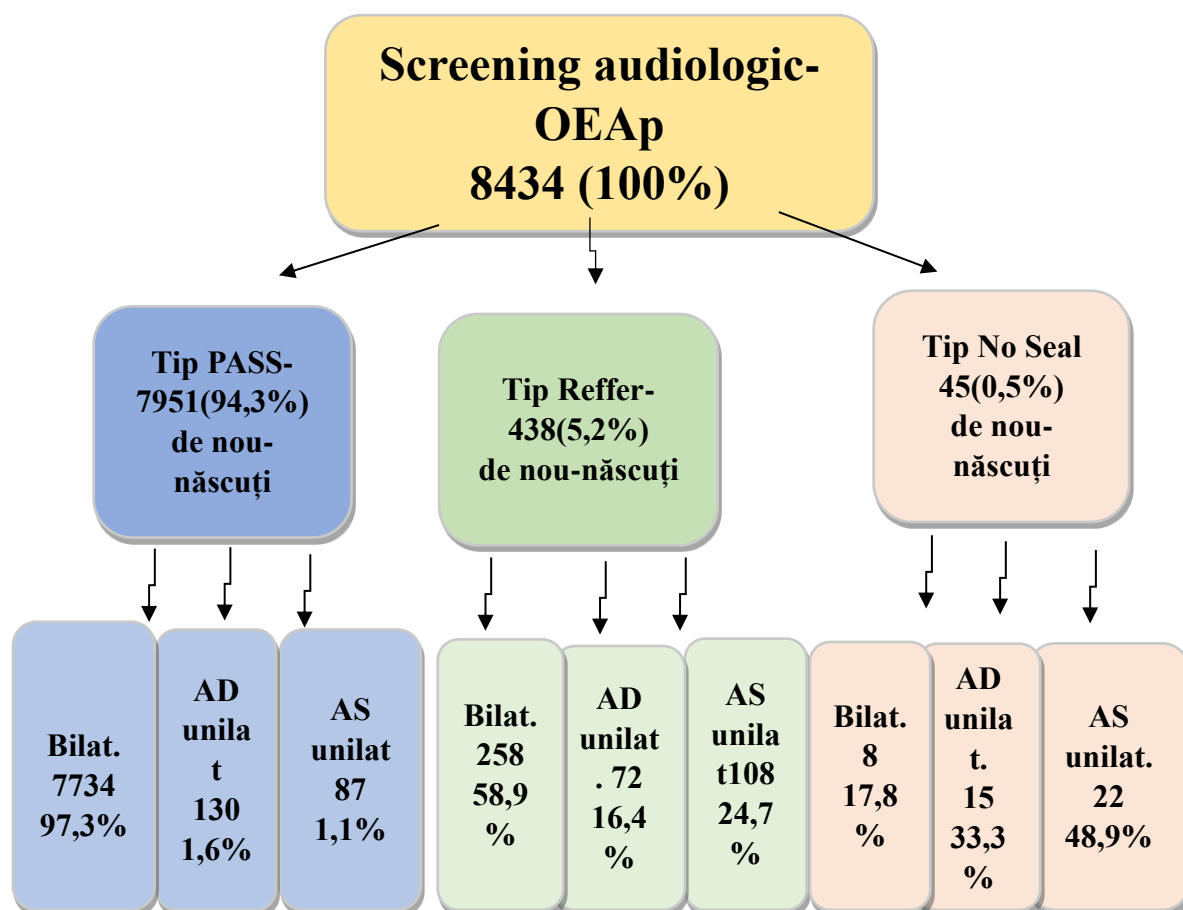 Screening audiologic-
OEAp
8434 (100%)
Tip PASS-
7951(94,3%)
de nou-
născuți
Tip Reffer-
438(5,2%)
de nou-născuți
Tip No Seal
45(0,5%)
de nou-
născuți
Bilat.
7734
97,3%
AD
unila
t
130
1,6%
AS
unilat
87
1,1%
Bilat.
258
58,9
%
AD
unilat
. 72
16,4
%
AS
unila
t108
24,7
%
Bilat.
8
17,8
%
AD
unila
t.
15
33,3
%
AS
unilat.
22
48,9%